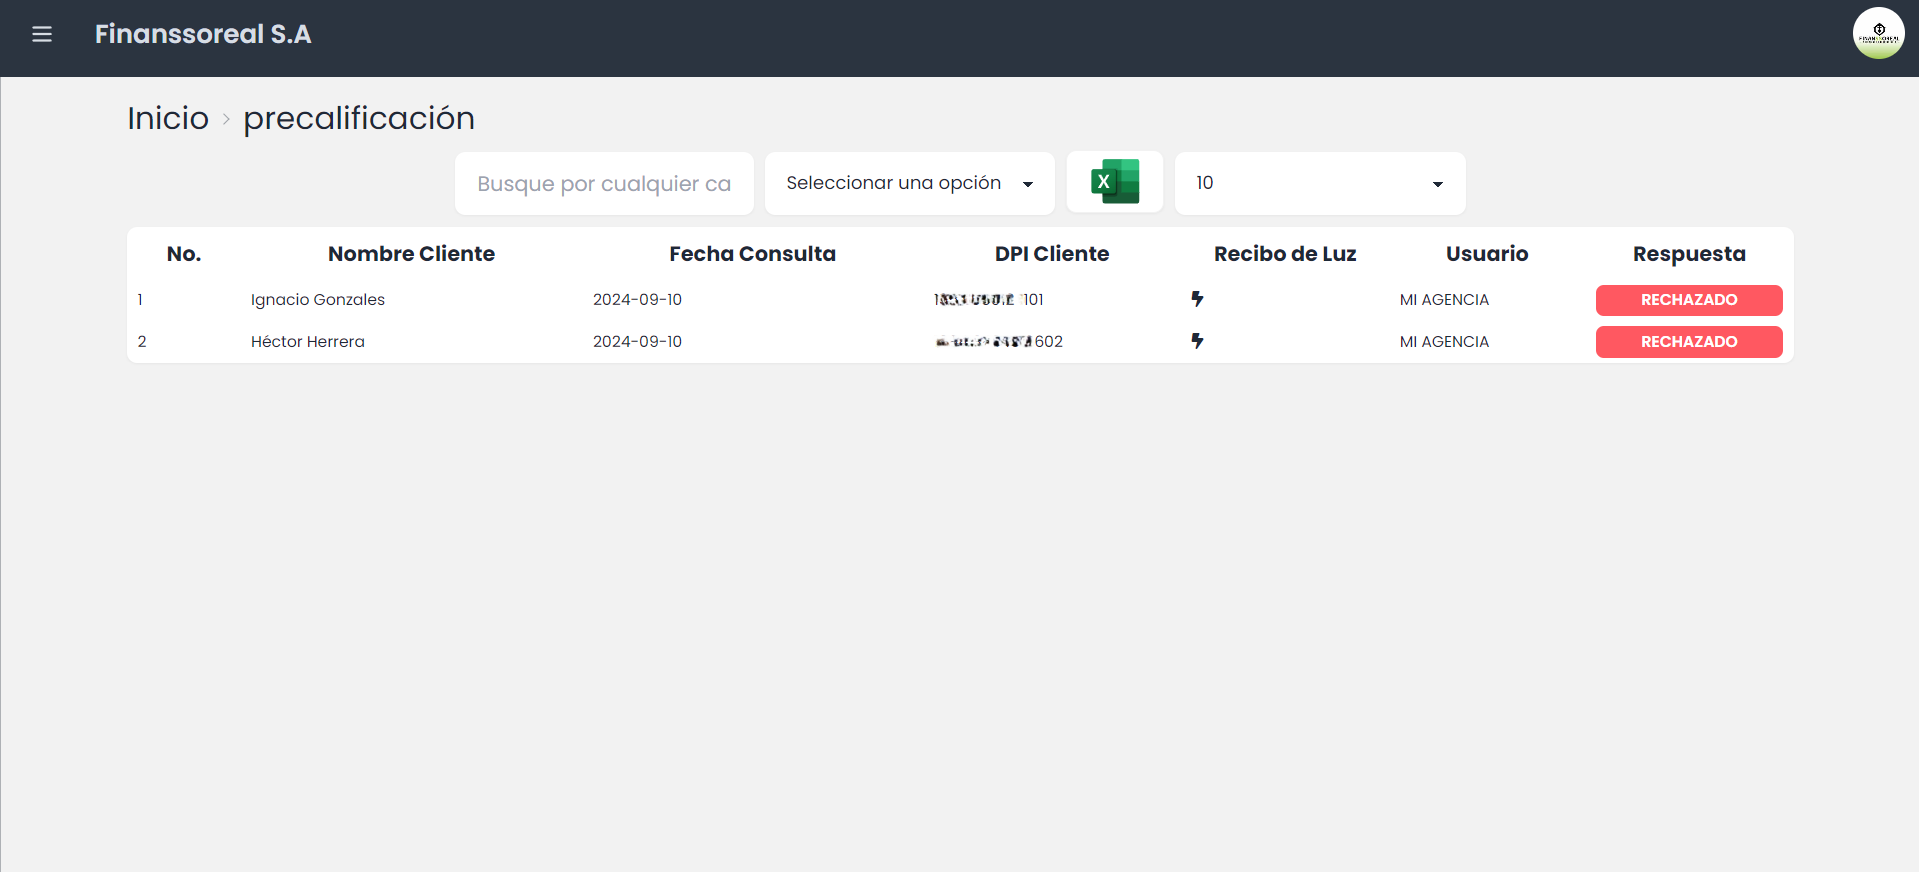 Finanssoreal S.A
FINANSSOREAL
Inicio > precalificación
Busque por cualquier ca
Seleccionar una opción
10
No. Nombre Cliente Fecha Consulta DPI Cliente Recibo de Luz Usuario Respuesta
1 Ignacio Gonzales 2024-09-10 101 MI AGENCIA RECHAZADO
2 Héctor Herrera 2024-09-10 602 MI AGENCIA RECHAZADO